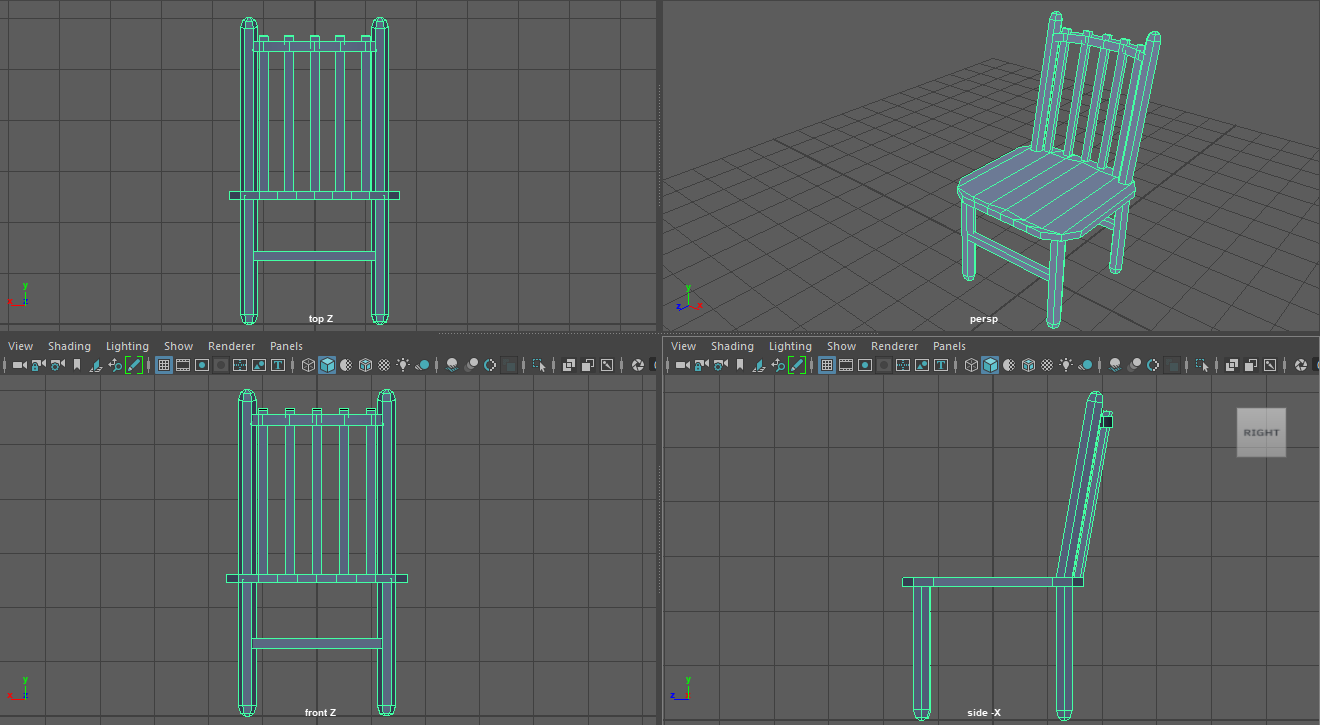 y
x
z
top Z
y
z
x
persp
View Shading Lighting Show Renderer Panels
View Shading Lighting Show Renderer Panels
T
T
RIGHT
y
x
z
front Z
y
z
side -X